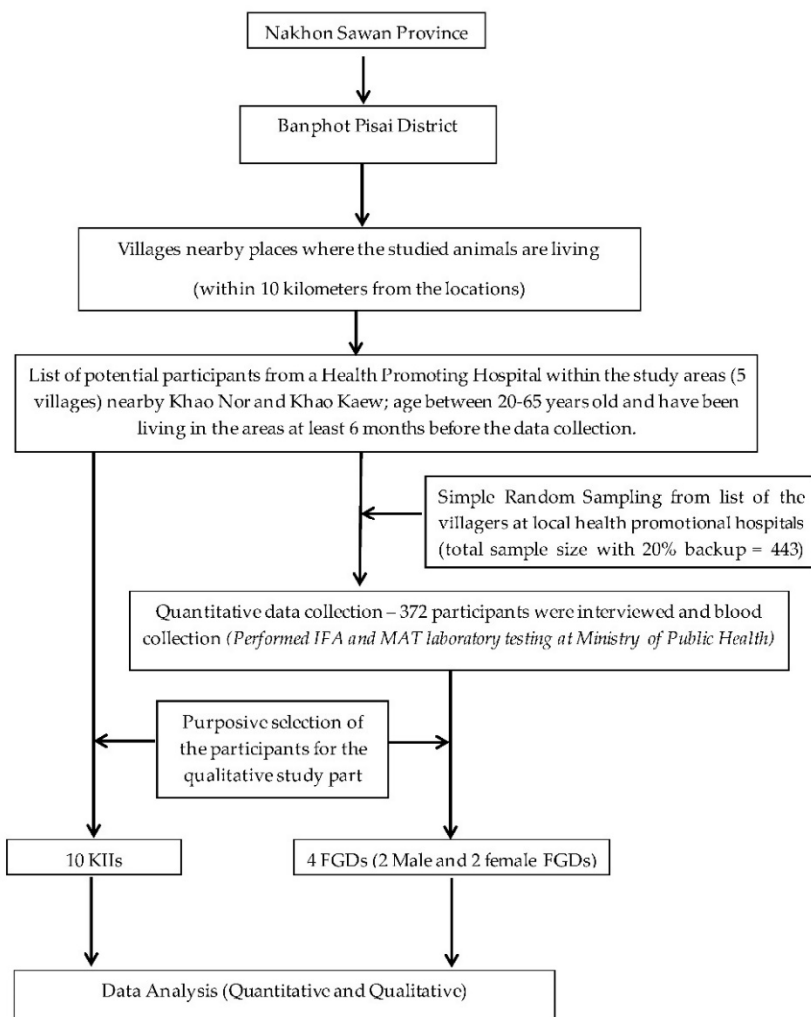 Nakhon Sawan Province
Banphot Pisai District
Villages nearby places where the studied animals are living
(within 10 kilometers from the locations)
List of potential participants from a Health Promoting Hospital within the study areas (5
villages) nearby Khao Nor and Khao Kaew; age between 20-65 years old and have been
living in the areas at least 6 months before the data collection.
Simple Random Sampling from list of the
villagers at local health promotional hospitals
(total sample size with 20% backup = 443)
Quantitative data collection – 372 participants were interviewed and blood
collection (Performed IFA and MAT laboratory testing at Ministry of Public Health)
Purposive selection of
the participants for the
qualitative study part
10 KIIs
4 FGDs (2 Male and 2 female FGDs)
Data Analysis (Quantitative and Qualitative)